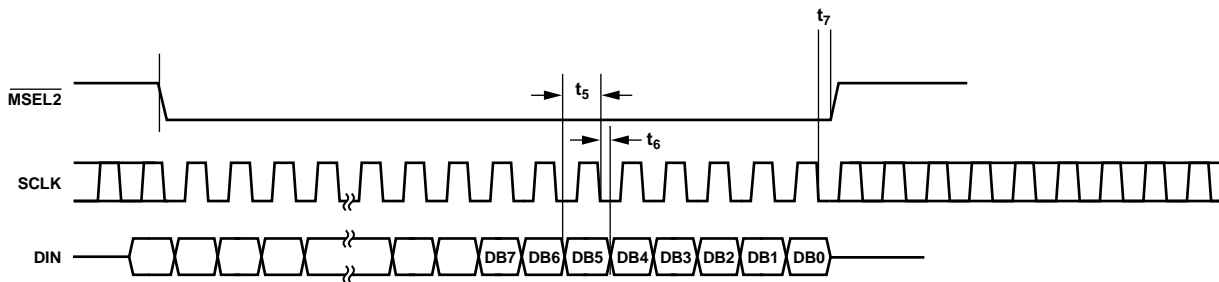 t7
MSEL2
t5
t6
SCLK
DIN
DB7 DB6 DB5 DB4 DB3 DB2 DB1 DB0